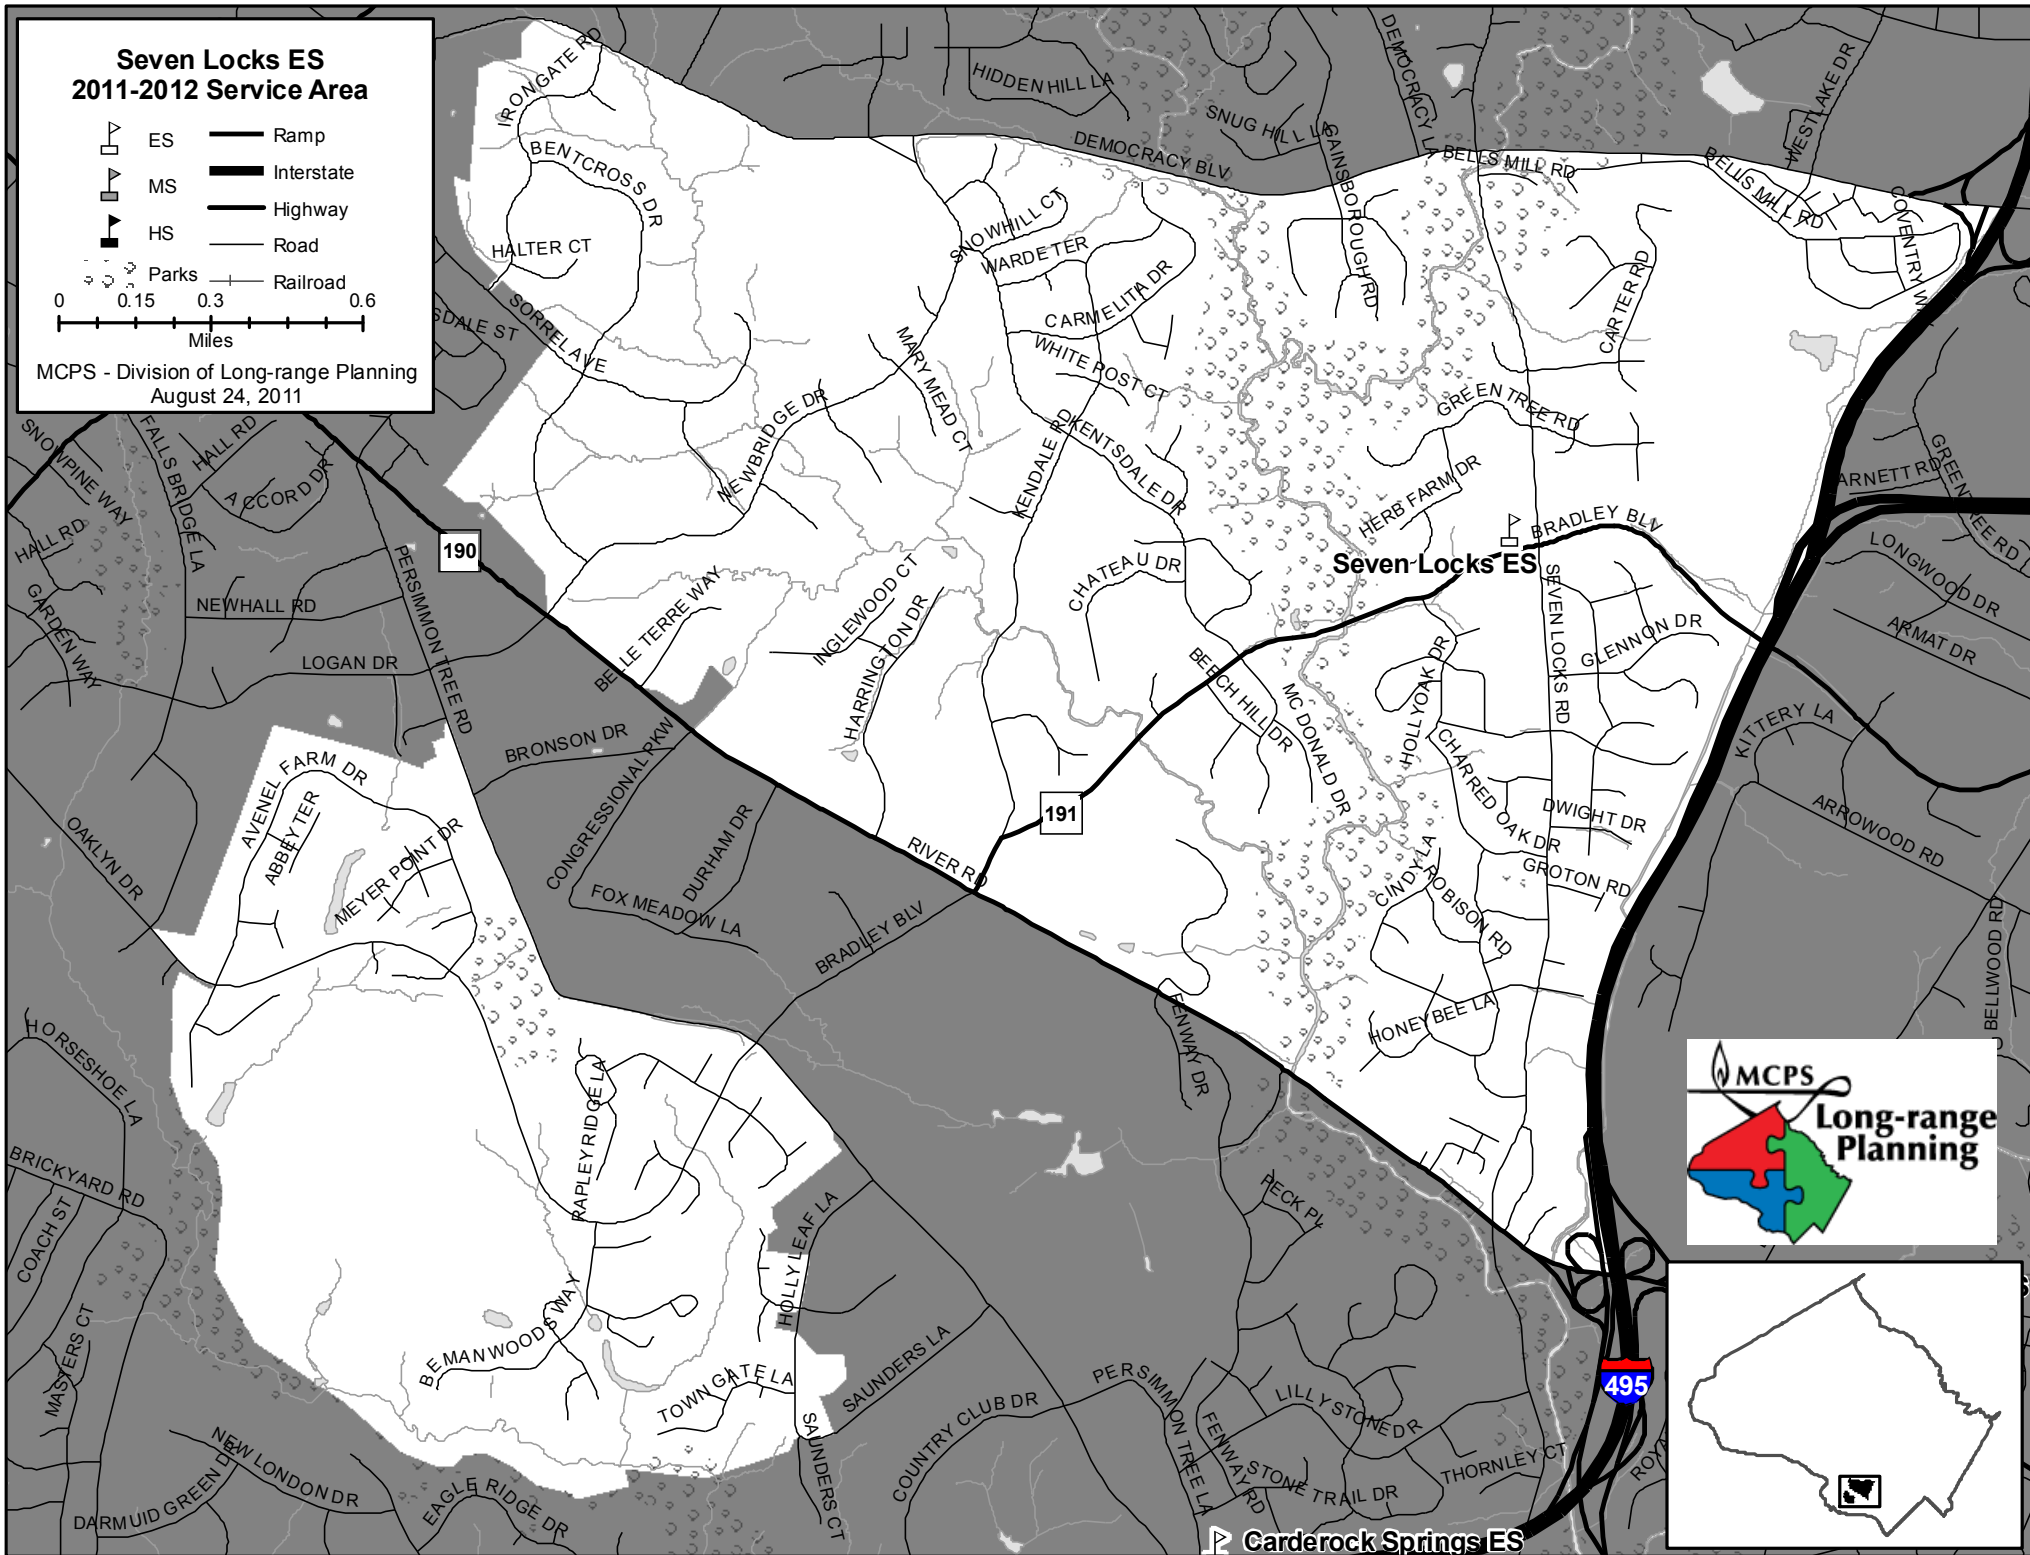 Seven Locks ES
2011-2012 Service Area
ES
MS
HS
Parks
Ramp
Interstate
Highway
Road
Railroad
0 0.15 0.3 0.6
Miles
MCPS - Division of Long-range Planning
August 24, 2011
IRONGATE RD
BENTCROSS DR
HALTER CT
SORREL AVE
SDALE ST
HIDDEN HILL LA
SNUG HILL LA
DEMOCRACY BLV
DEMOCRACY LA
GAINSBOROUGH RD
BELLS MILL RD
BELLS MILL RD
WESTLAKE DR
COVENTRY W
SNOWHILL CT
WARDE TER
CARMELITA DR
WHITE POST CT
MARY MEAD CT
NEWBRIDGE DR
KENDALE RD
KENTSDALE DR
CARTER RD
GREEN TREE RD
HERB FARM DR
BRADLEY BLV
Seven Locks ES
SEVEN LOCKS RD
GLENNON DR
ARNETT RD
GREENTREE RD
LONGWOOD DR
ARMAT DR
KITTERY LA
ARROWOOD RD
BELLWOOD RD
SNOWPINE WAY
FALLSBRIDGE LA
HALL RD
ACCORD DR
HALL RD
GARDEN WAY
NEWHALL RD
LOGAN DR
PERSIMMON TREE RD
190
BELLE TERRE WAY
INGLEWOOD CT
HARRINGTON DR
CHATEAU DR
BEECH HILL DR
MC DONALD DR
HOLLYOAK DR
CHARRED OAK DR
DWIGHT DR
GROTON RD
CINDY LA
ROBISON RD
HONEYBEE LA
191
BRONSON DR
CONGRESSIONAL PKW
DURHAM DR
FOX MEADOW LA
RIVER RD
BRADLEY BLV
FENWAY DR
AVENEL FARM DR
ABBEY TER
MEYER POINT DR
OAKLYN DR
HORSESHOE LA
BRICKYARD RD
COACH ST
MASTERS CT
RAPLEY RIDGE LA
BEMAN WOODS WAY
HOLLY LEAF LA
TOWN GATE LA
SAUNDERS LA
SAUNDERS CT
PECK PL
COUNTRY CLUB DR
PERSIMMON TREE LA
FENWAY RD
LILLY STONE DR
STONE TRAIL DR
THORNLEY CT
ROYA
NEW LONDON DR
DARMUID GREEN DR
EAGLE RIDGE DR
Carderock Springs ES
495
MCPS
Long-range
Planning